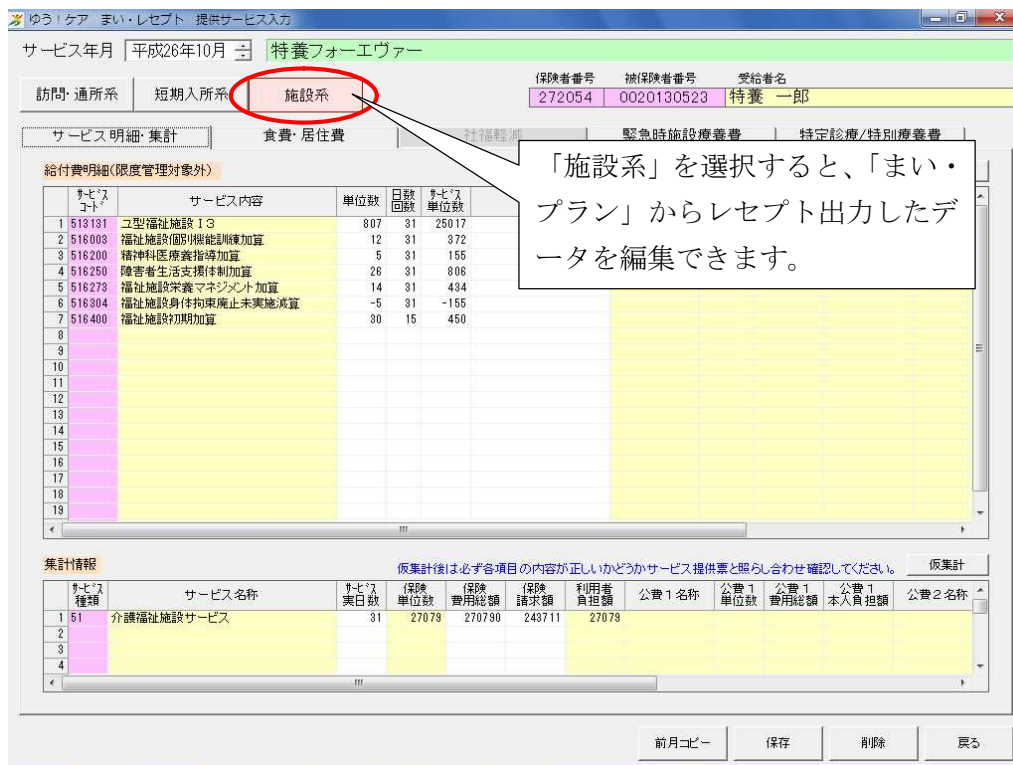 ゆう！ケア まい・レセプト 提供サービス入力
サービス年月 平成26年10月 特養フォーエヴァー
保険者番号 被保険者番号 受給者名
272054 0020130523 特養 一郎
訪問・通所系 短期入所系 施設系
サービス明細・集計 食費・居住費 社福軽減 緊急時施設療養費 特定診療/特別療養費
「施設系」を選択すると、「まい・
プラン」からレセプト出力したデ
ータを編集できます。
給付費明細(限度管理対象外)
サービスコード サービス内容 単位数 日数回数 サービス単位数
1 513131 ユ型福祉施設Ⅰ3 807 31 25017
2 516003 福祉施設個別機能訓練加算 12 31 372
3 516200 精神科医療養指導加算 5 31 155
4 516250 障害者生活支援体制加算 26 31 806
5 516273 福祉施設栄養マネジメント加算 14 31 434
6 516304 福祉施設身体拘束廃止未実施減算 -5 31 -155
7 516400 福祉施設初期加算 30 15 450
8
9
10
11
12
13
14
15
16
17
18
19
集計情報 仮集計後は必ず各項目の内容が正しいかどうかサービス提供票と照らし合わせ確認してください。 仮集計
サービス種類 サービス名称 サービス実日数 保険単位数 保険費用総額 保険請求額 利用者負担額 公費1名称 公費1単位数 公費1費用総額 公費1本人負担額 公費2名称
1 51 介護福祉施設サービス 31 27079 270790 243711 27079
2
3
4
前月コピー 保存 削除 戻る